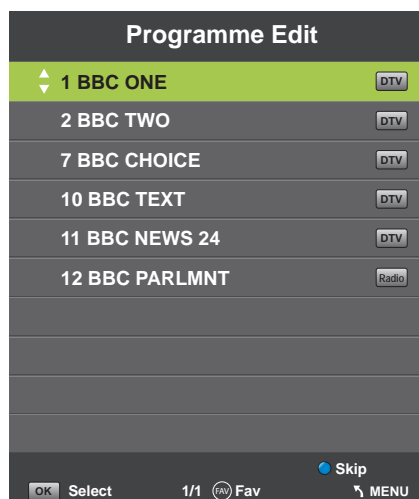 Programme Edit
1 BBC ONE DTV
2 BBC TWO DTV
7 BBC CHOICE DTV
10 BBC TEXT DTV
11 BBC NEWS 24 DTV
12 BBC PARLMNT Radio
Skip
OK Select 1/1 FAV Fav MENU